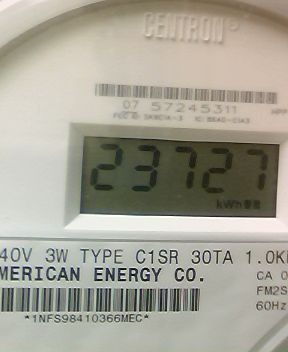 CENTRON®
07 57245311
23727
kWh
40V 3W TYPE C1SR 30TA 1.0K
MERICAN ENERGY CO.
CA 0
FM2S
60Hz
*1NFS98410366MEC*